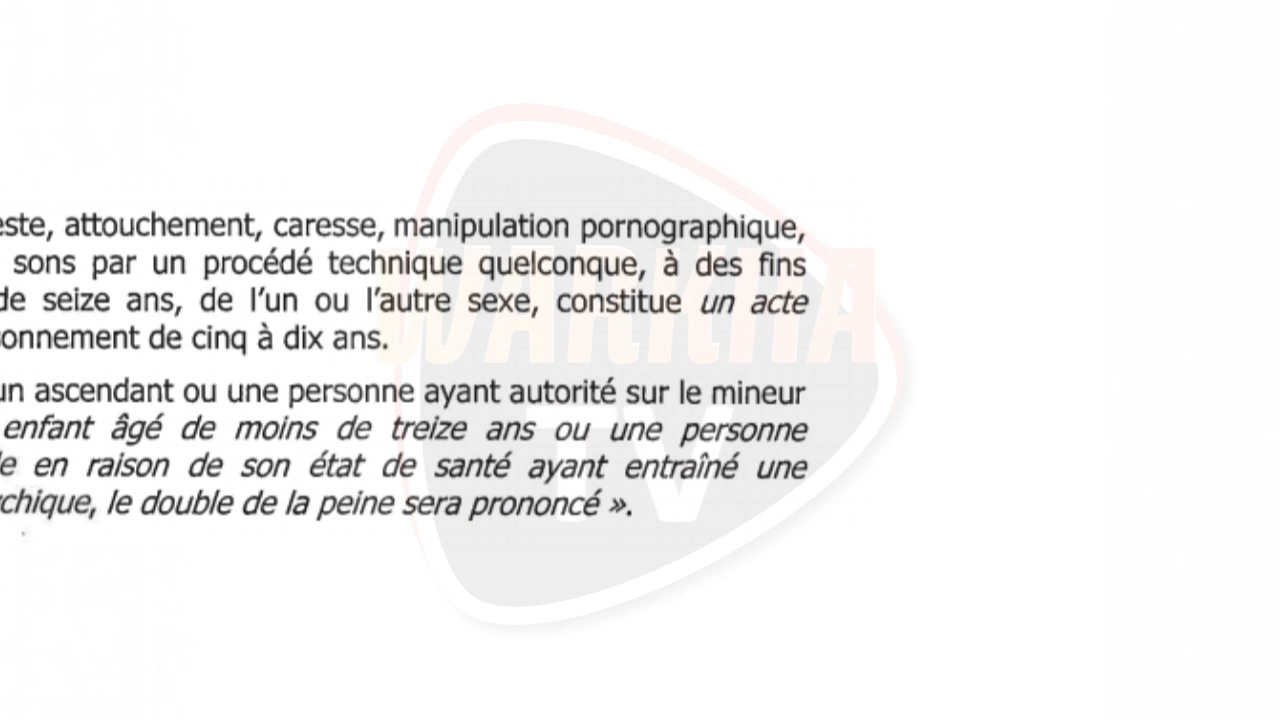 este, attouchement, caresse, manipulation pornographique,
sons par un procédé technique quelconque, à des fins
de seize ans, de l'un ou l'autre sexe, constitue un acte
onnement de cinq à dix ans.
un ascendant ou une personne ayant autorité sur le mineur
enfant âgé de moins de treize ans ou une personne
le en raison de son état de santé ayant entraîné une
chique, le double de la peine sera prononcé ».
WARKHA
TV